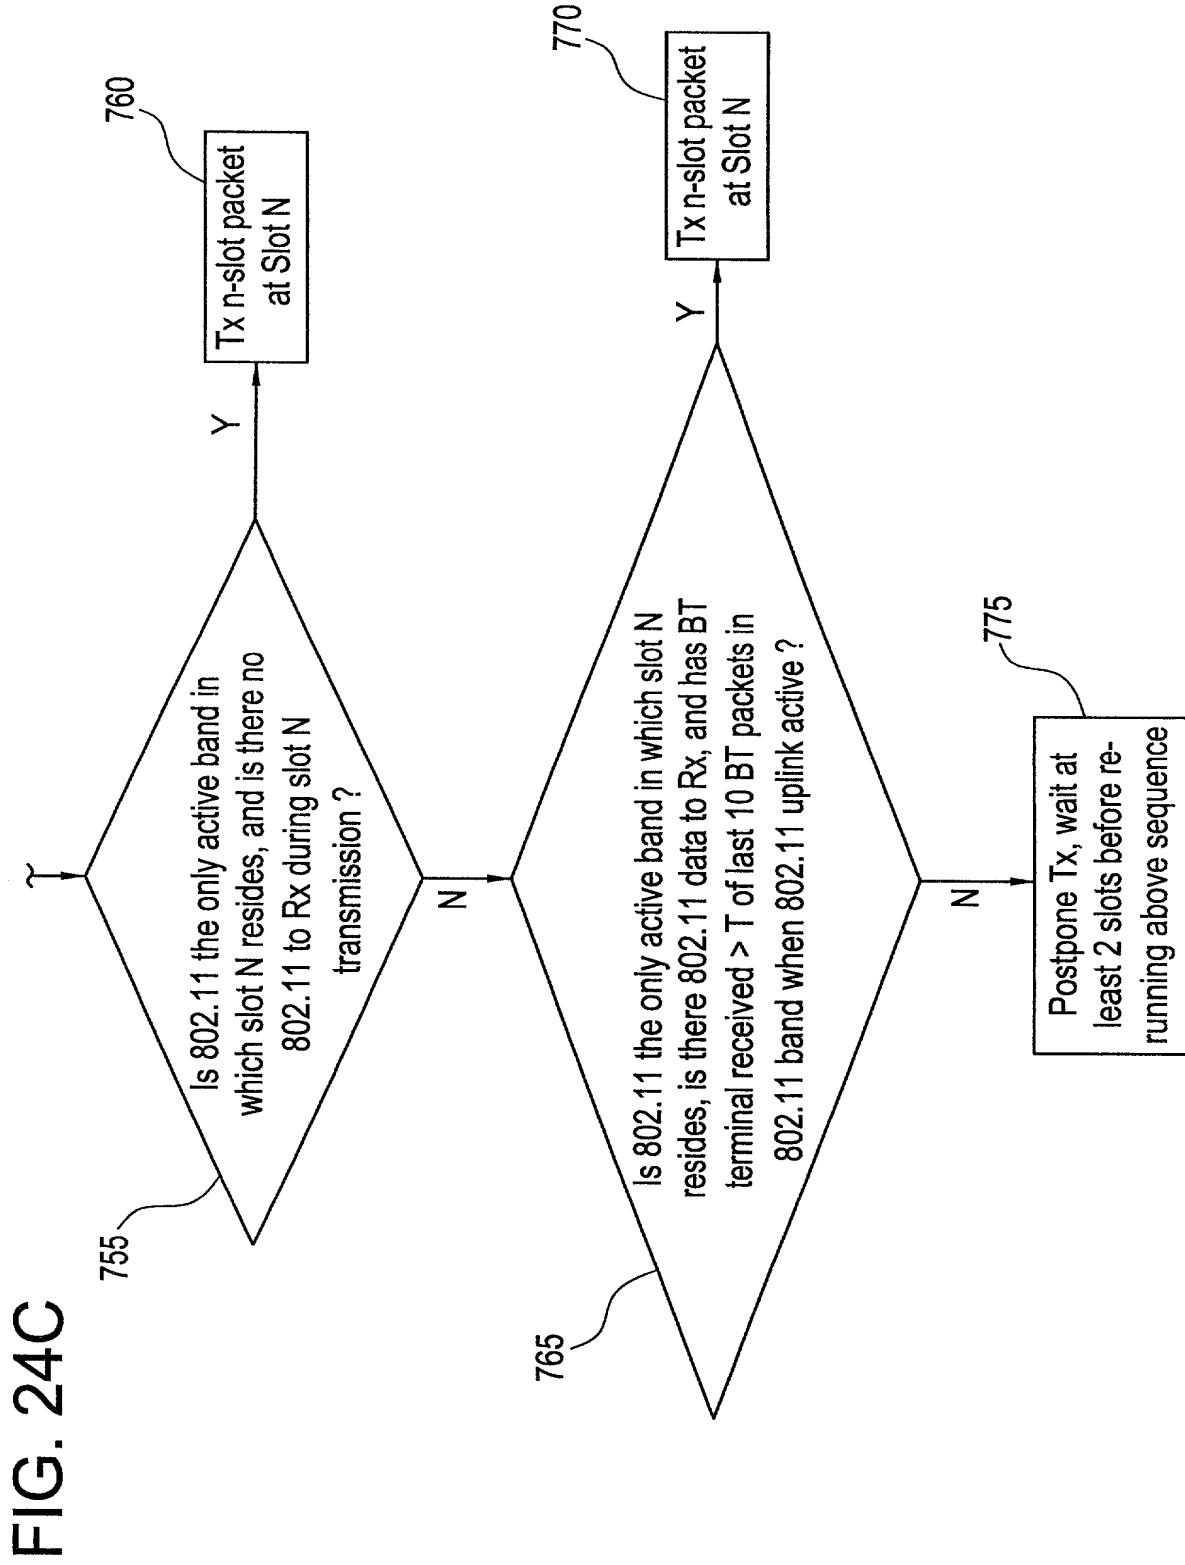 FIG. 24C
755
Is 802.11 the only active band in
which slot N resides, and is there no
802.11 to Rx during slot N
transmission ?
Y
760
Tx n-slot packet
at Slot N
N
765
Is 802.11 the only active band in which slot N
resides, is there 802.11 data to Rx, and has BT
terminal received > T of last 10 BT packets in
802.11 band when 802.11 uplink active ?
Y
770
Tx n-slot packet
at Slot N
N
775
Postpone Tx, wait at
least 2 slots before re-
running above sequence